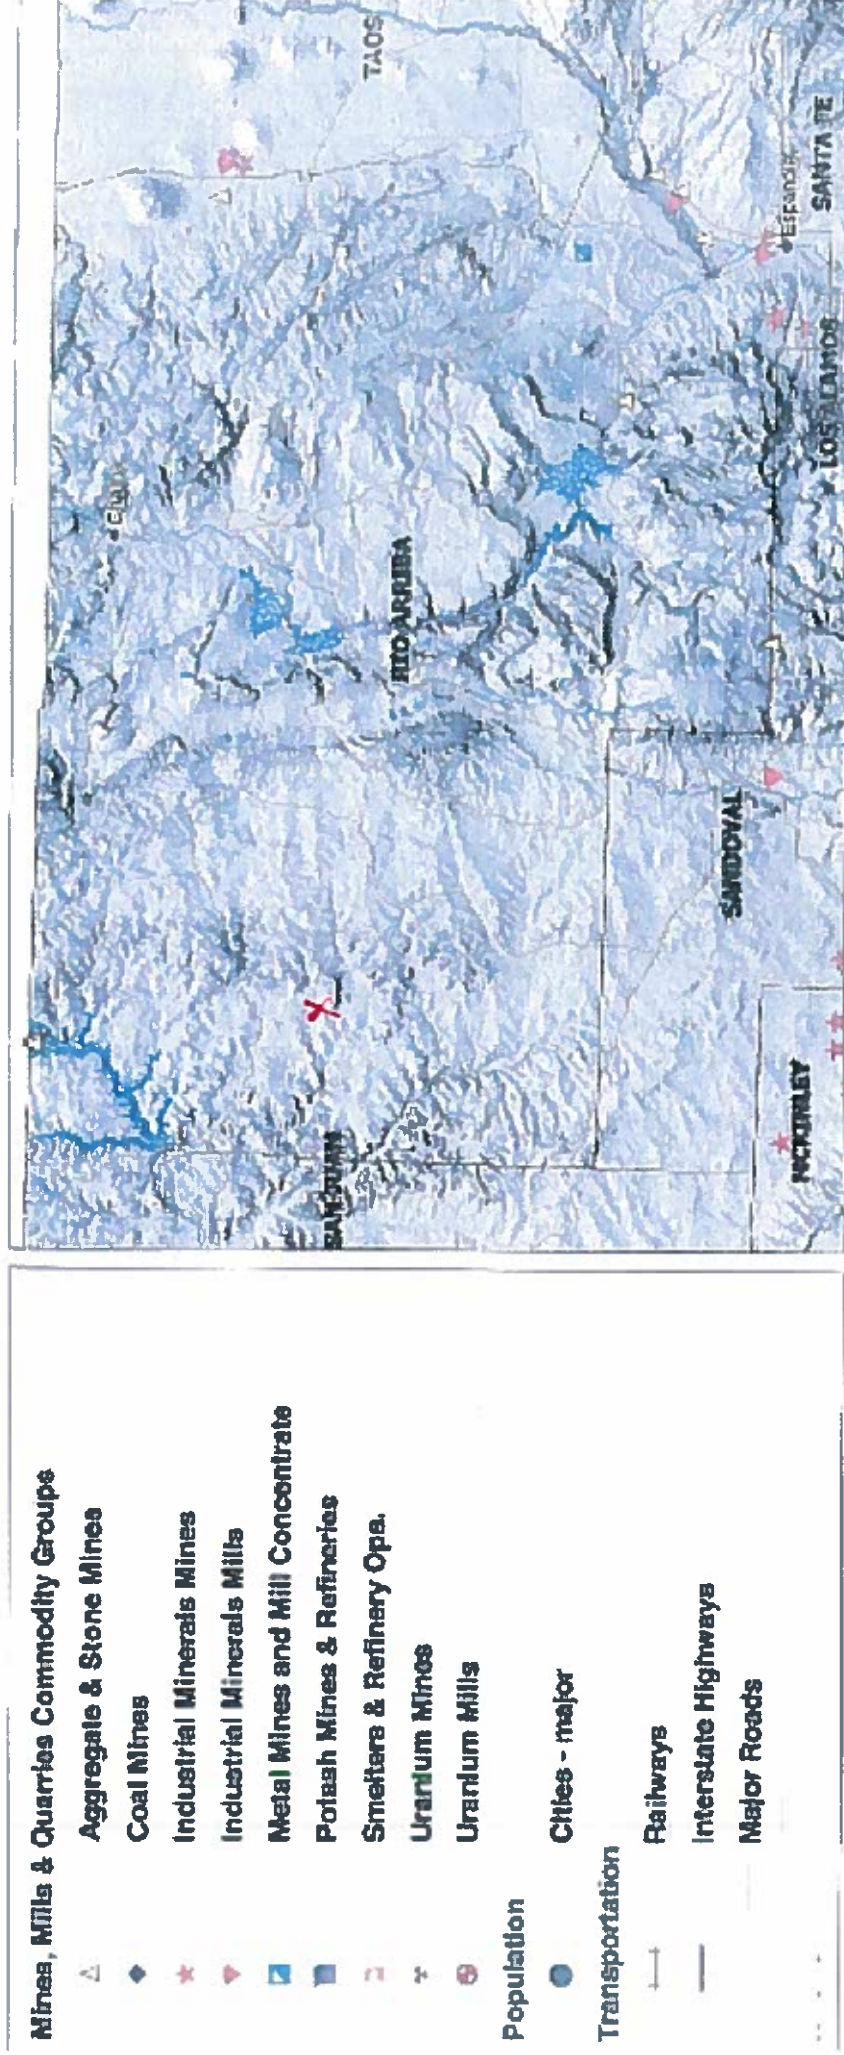 Mines, Mills & Quarries Commodity Groups
Aggregate & Stone Mines
Coal Mines
Industrial Minerals Mines
Industrial Minerals Mills
Metal Mines and Mill Concentrate
Potash Mines & Refineries
Smelters & Refinery Ops.
Uranium Mines
Uranium Mills
Population
Cities - major
Transportation
Railways
Interstate Highways
Major Roads
TAOS
RIO ARRIBA
SAN JUAN
SANDOVAL
MCKINLEY
LOS ALAMOS
Espanola
SANTA FE